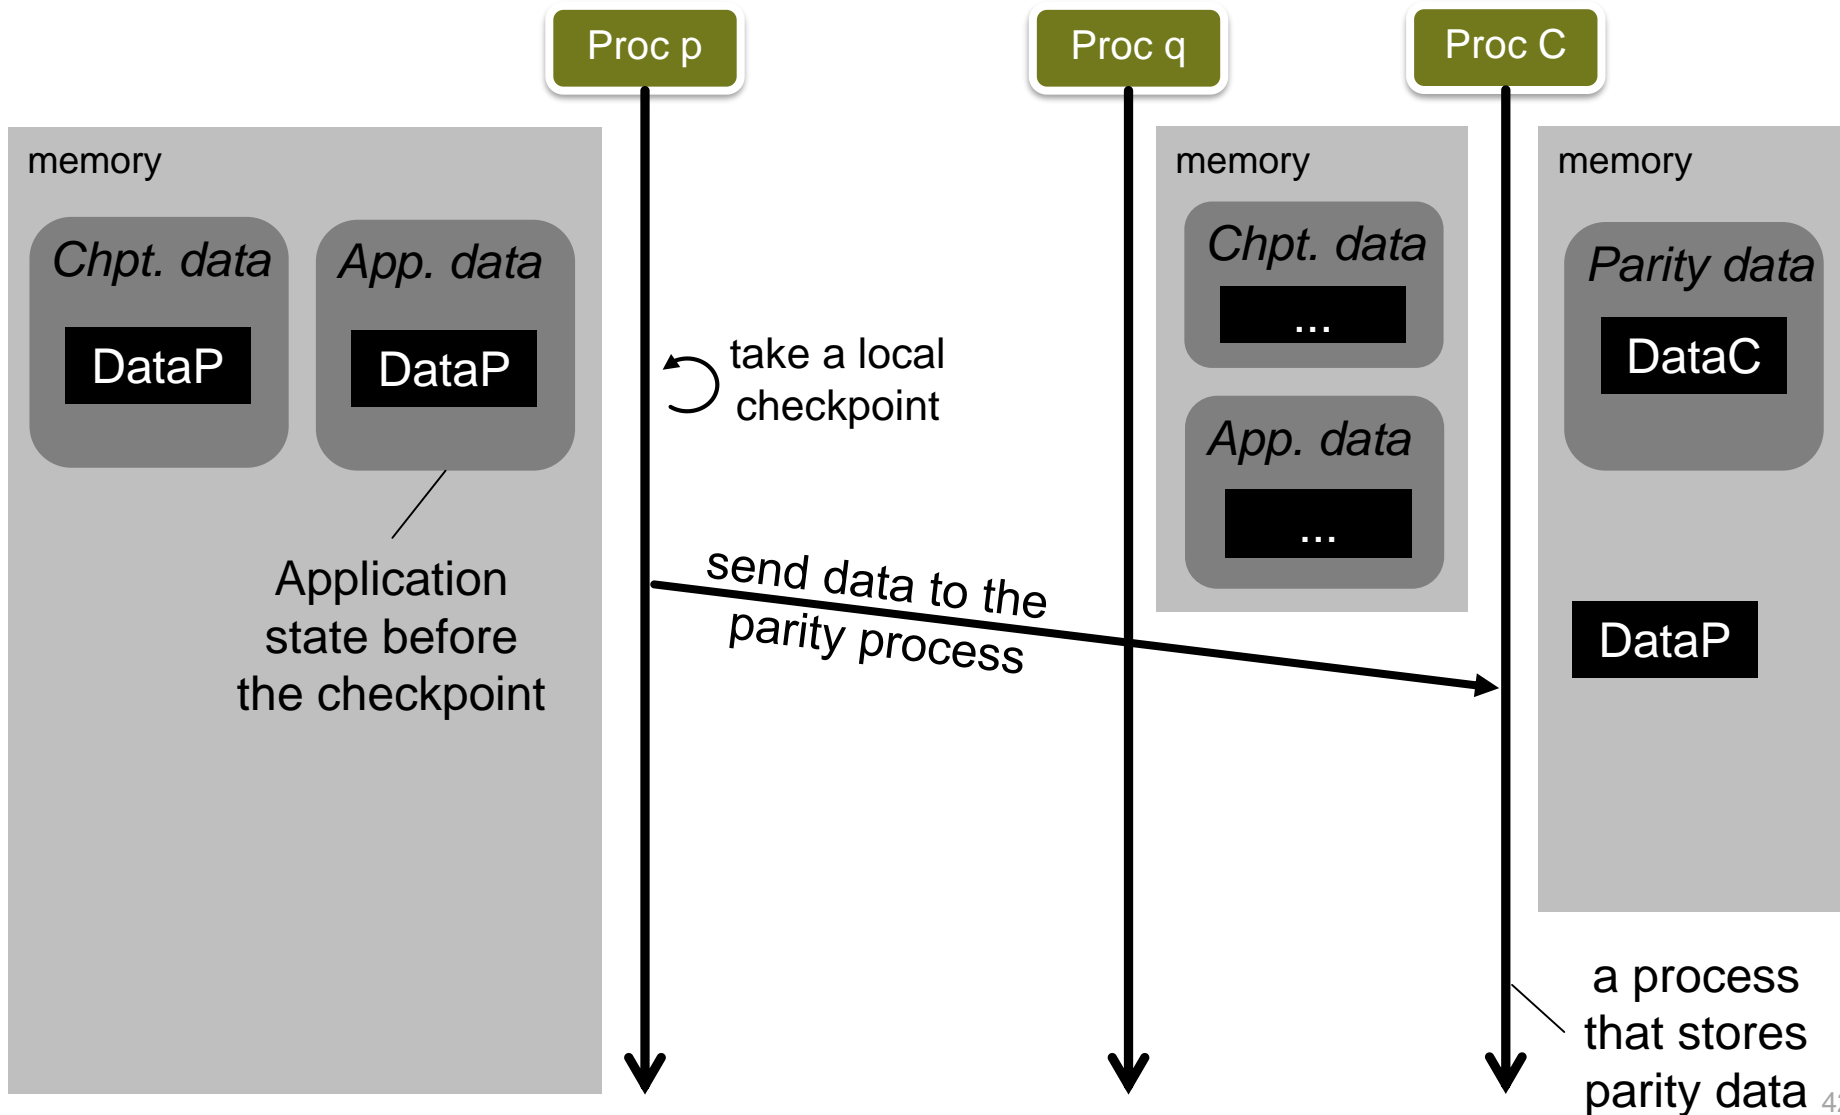 Proc p
Proc q
Proc C
memory
Chpt. data
DataP
App. data
DataP
Application
state before
the checkpoint
take a local
checkpoint
send data to the
parity process
memory
Chpt. data
...
App. data
...
memory
Parity data
DataC
DataP
a process
that stores
parity data